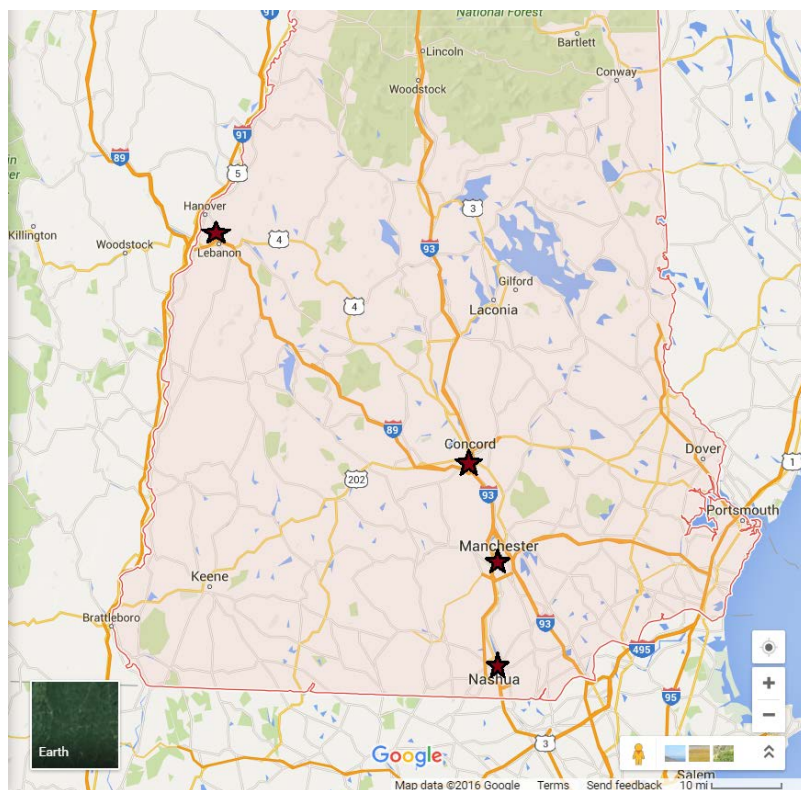 91
National Forest
Bartlett
Lincoln
Conway
Woodstock
91
89
5
Hanover
3
Killington
Woodstock
4
93
Lebanon
Gilford
4
Laconia
89
Concord
Dover
1
202
93
Portsmouth
Manchester
Keene
Brattleboro
93
495
Nashua
95
Earth
Google
3
Salem
Map data ©2016 Google Terms Send feedback 10 mi